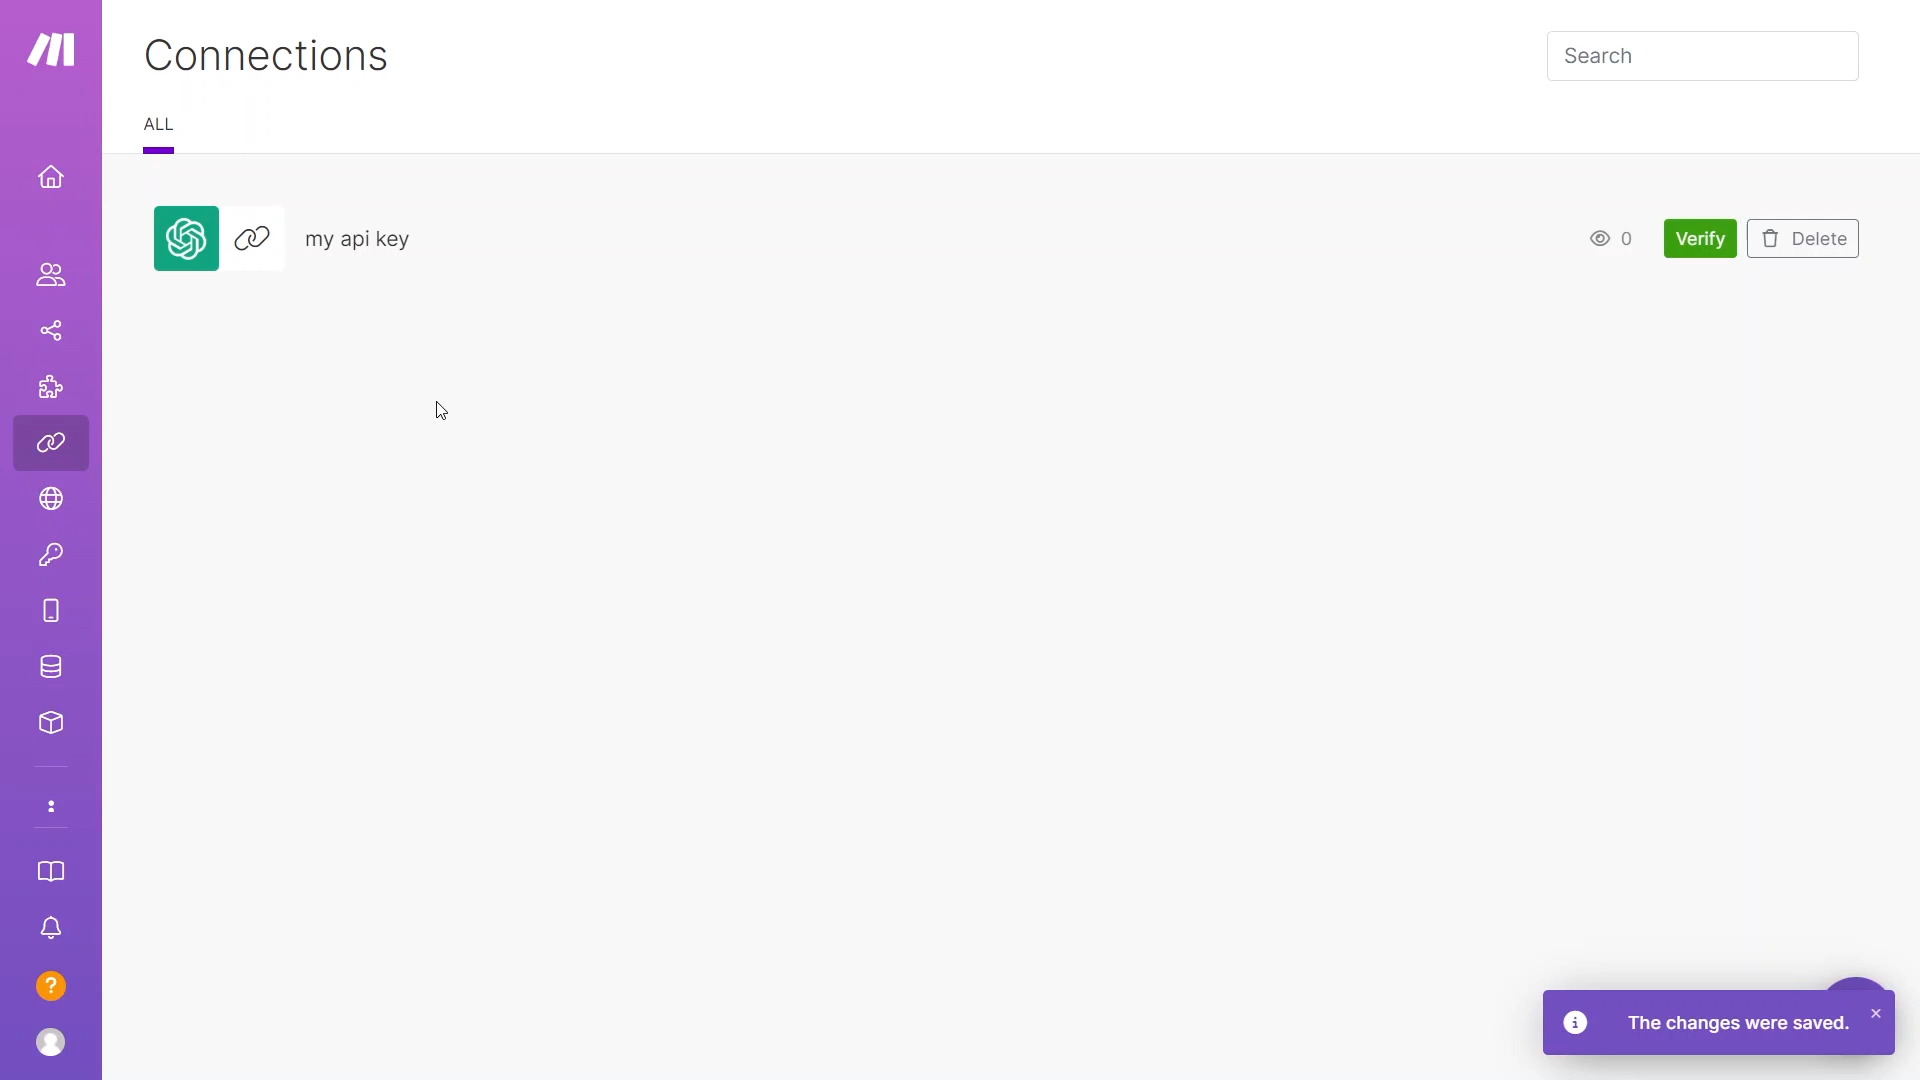 Connections
Search
ALL
my api key
0
Verify
Delete
?
The changes were saved.